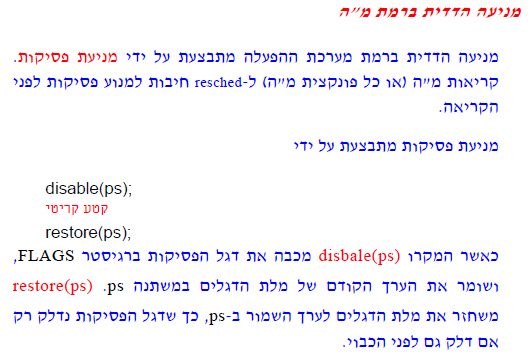 מניעה הדדית ברמת מ"ה
מניעה הדדית ברמת מערכת ההפעלה מתבצעת על ידי מניעת פסיקות.
קריאות מ"ה (או כל פונקצית מ"ה) ל-resched חיבות למנוע פסיקות לפני
הקריאה.
מניעת פסיקות מתבצעת על ידי
disable(ps);
קטע קריטי
restore(ps);
כאשר המקרו disbale(ps) מכבה את דגל הפסיקות ברגיסטר FLAGS,
ושומר את הערך הקודם של מלת הדגלים במשתנה ps. restore(ps)
משחזר את מלת הדגלים לערך השמור ב-ps, כך שדגל הפסיקות נדלק רק
אם דלק גם לפני הכבוי.